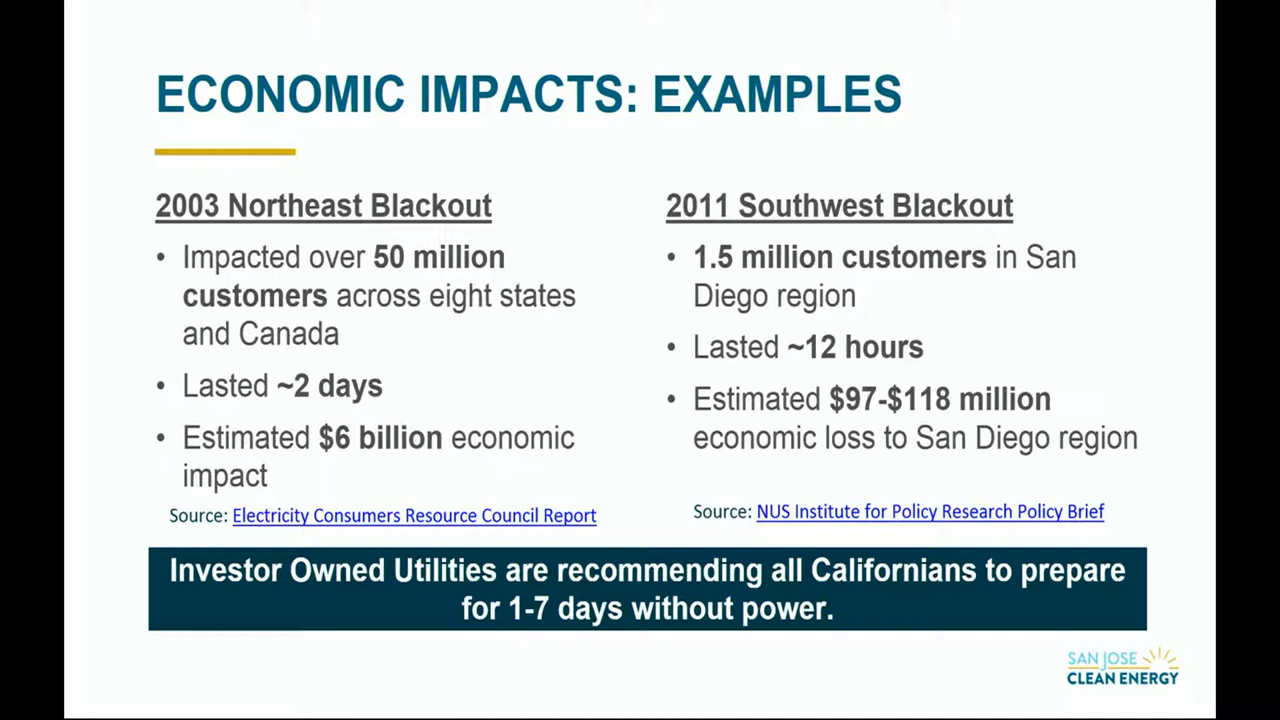 ECONOMIC IMPACTS: EXAMPLES
2003 Northeast Blackout
• Impacted over 50 million
customers across eight states
and Canada
• Lasted ~2 days
• Estimated $6 billion economic
impact
Source: Electricity Consumers Resource Council Report
2011 Southwest Blackout
• 1.5 million customers in San
Diego region
• Lasted ~12 hours
• Estimated $97-$118 million
economic loss to San Diego region
Source: NUS Institute for Policy Research Policy Brief
Investor Owned Utilities are recommending all Californians to prepare
for 1-7 days without power.
SAN JOSE
CLEAN ENERGY